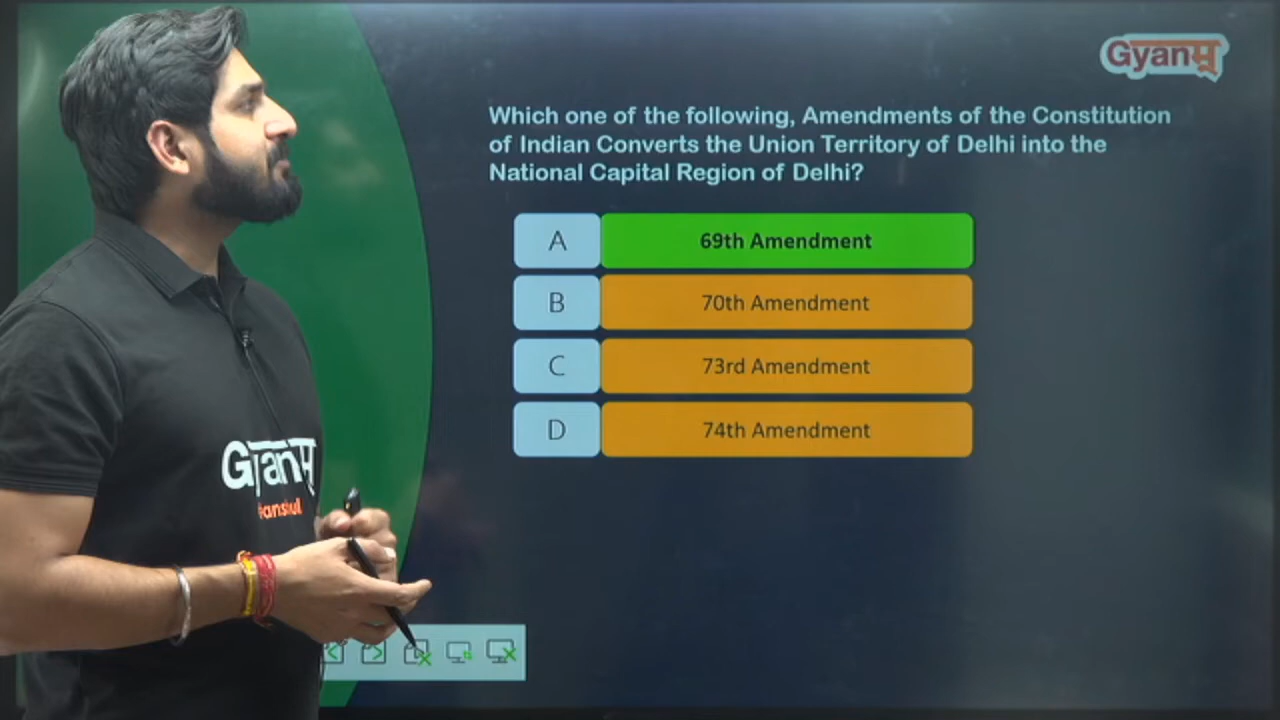 Gyanम्
Which one of the following, Amendments of the Constitution
of Indian Converts the Union Territory of Delhi into the
National Capital Region of Delhi?
A 69th Amendment
B 70th Amendment
C 73rd Amendment
D 74th Amendment
Gyanम्